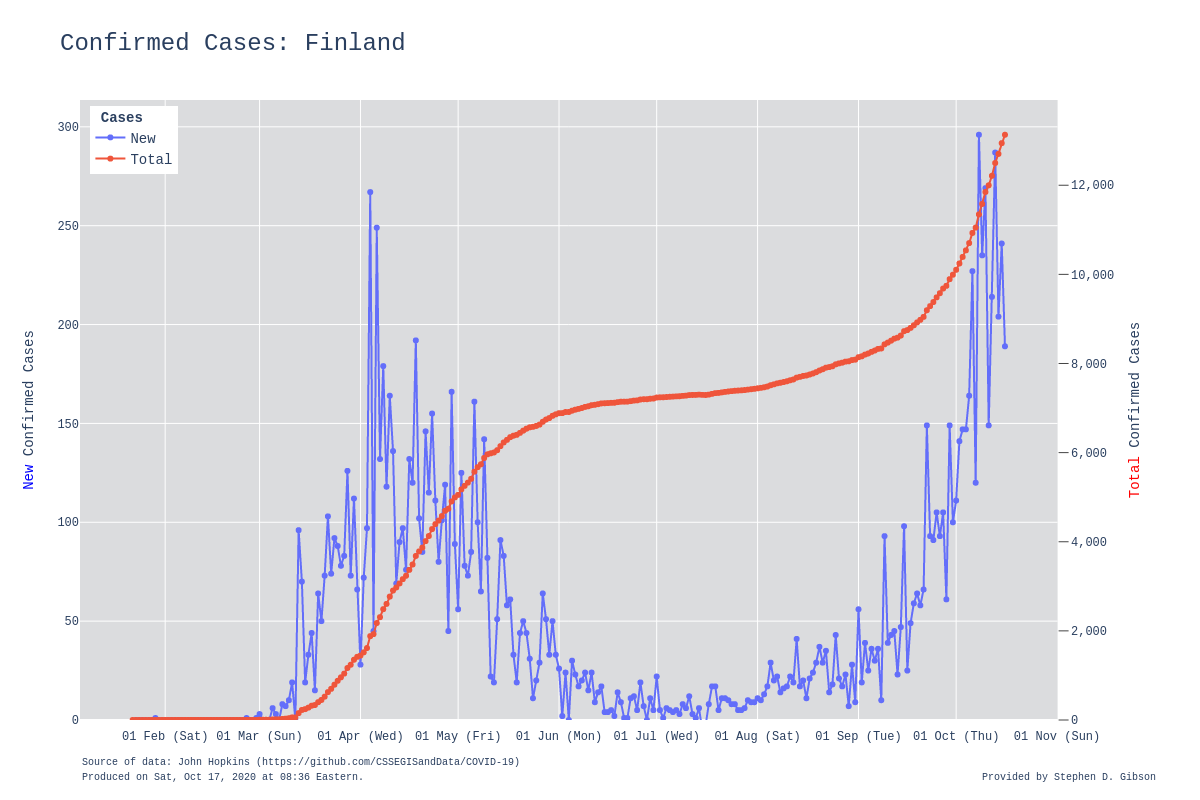 Confirmed Cases: Finland
Cases
New
Total
300
250
200
150
100
50
0
12,000
10,000
8,000
6,000
4,000
2,000
0
New Confirmed Cases
Total Confirmed Cases
01 Feb (Sat) 01 Mar (Sun) 01 Apr (Wed) 01 May (Fri) 01 Jun (Mon) 01 Jul (Wed) 01 Aug (Sat) 01 Sep (Tue) 01 Oct (Thu) 01 Nov (Sun)
Source of data: John Hopkins (https://github.com/CSSEGISandData/COVID-19)
Produced on Sat, Oct 17, 2020 at 08:36 Eastern.
Provided by Stephen D. Gibson